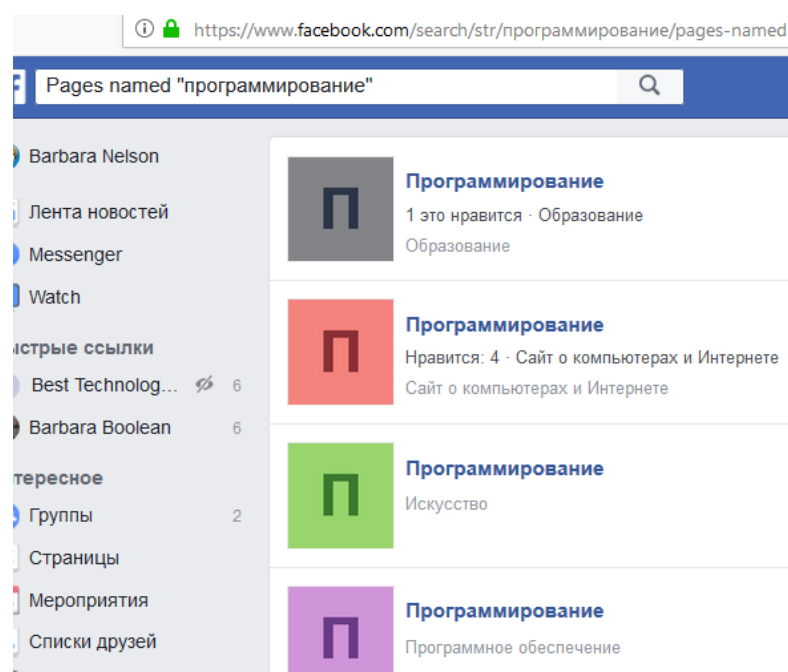 https://www.facebook.com/search/str/программирование/pages-named
Pages named "программирование"
Barbara Nelson
Лента новостей
Messenger
Watch
ыстрые ссылки
Best Technolog... 6
Barbara Boolean 6
тересное
Группы 2
Страницы
Мероприятия
Списки друзей
П
Программирование
1 это нравится · Образование
Образование
П
Программирование
Нравится: 4 · Сайт о компьютерах и Интернете
Сайт о компьютерах и Интернете
П
Программирование
Искусство
П
Программирование
Программное обеспечение